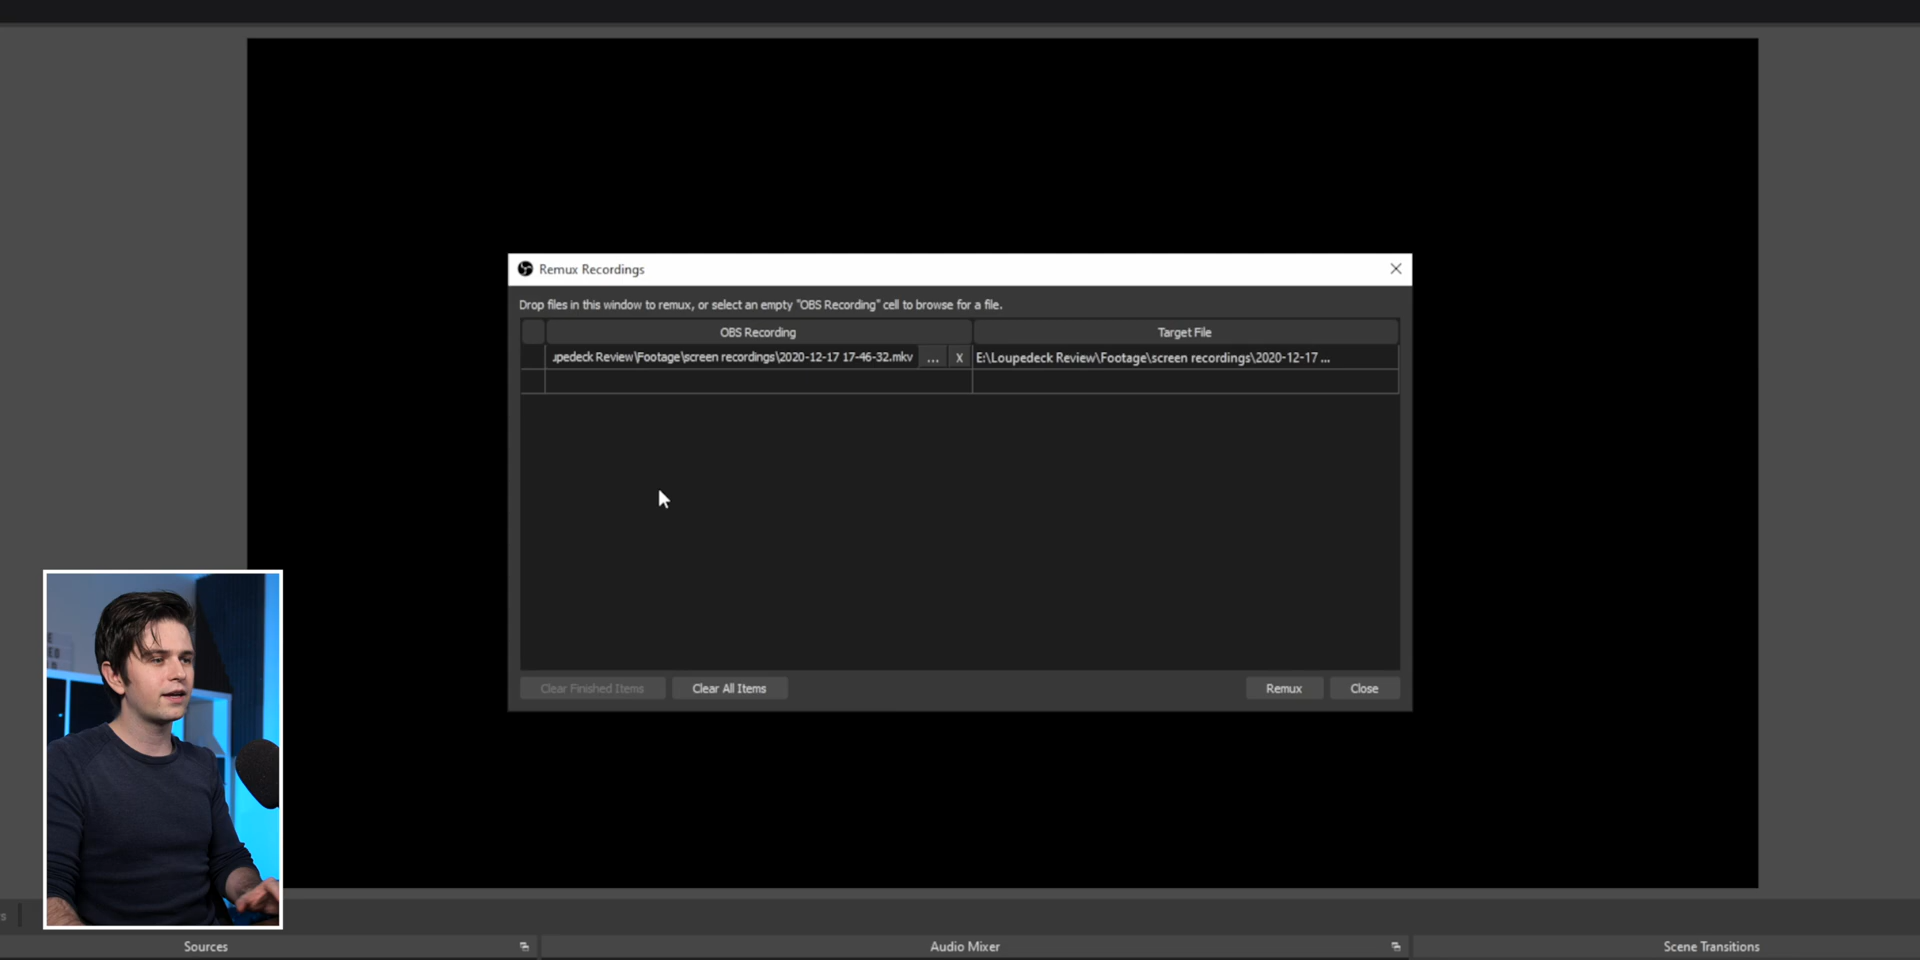 Remux Recordings
Drop files in this window to remux, or select an empty "OBS Recording" cell to browse for a file.
OBS Recording
Target File
Review\Footage\screen recordings\2020-12-17 17-46-32.mkv
...
x
E:\Loupedeck Review\Footage\screen recordings\2020-12-17 ...
Clear Finished Items
Clear All Items
Remux
Close
Sources
Audio Mixer
Scene Transitions